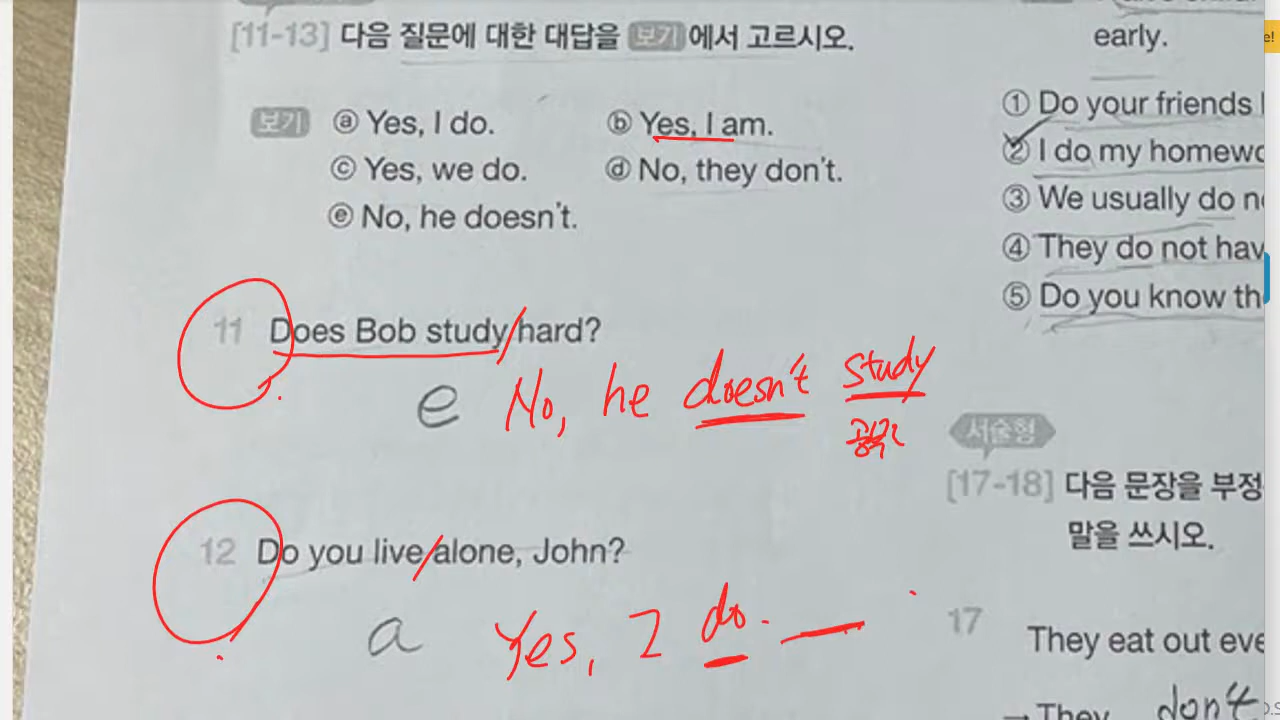 [11-13] 다음 질문에 대한 대답을 보기 에서 고르시오.
보기 ⓐ Yes, I do. ⓑ Yes, I am.
ⓒ Yes, we do. ⓓ No, they don't.
ⓔ No, he doesn't.
11 Does Bob study/hard?
e No, he doesn't study
12 Do you live/alone, John?
a Yes, I do.
early.
① Do your friends
② I do my homewo
③ We usually do n
④ They do not hav
⑤ Do you know th
서술형
[17-18] 다음 문장을 부정
말을 쓰시오.
17 They eat out eve
→ They don't